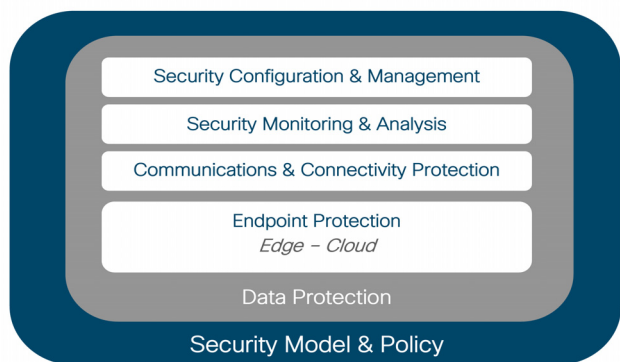 Security Configuration & Management
Security Monitoring & Analysis
Communications & Connectivity Protection
Endpoint Protection
Edge – Cloud
Data Protection
Security Model & Policy